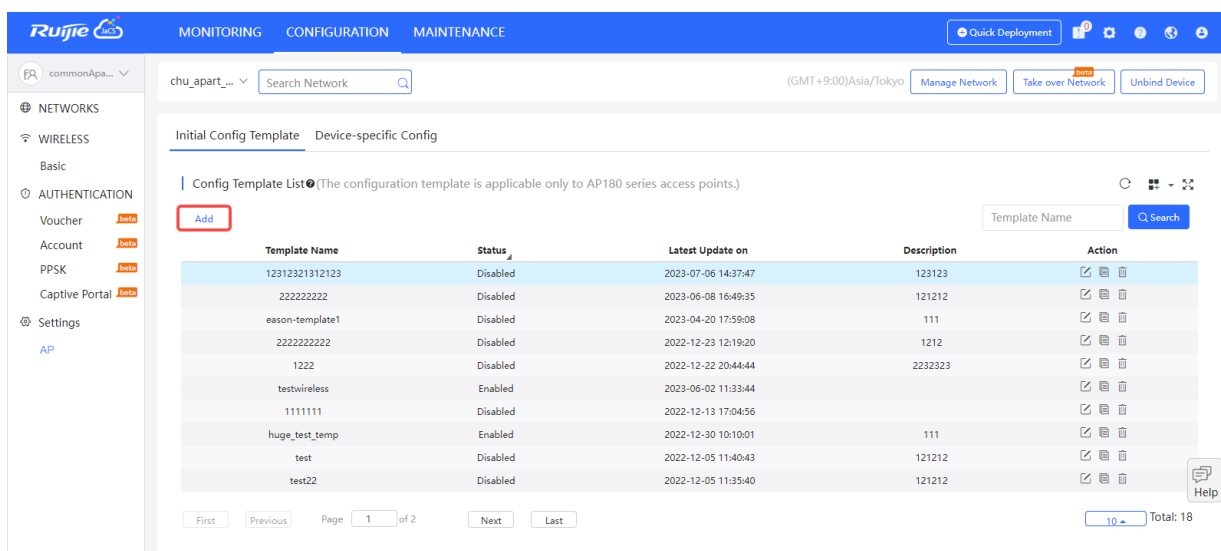 Ruijie JaCS MONITORING CONFIGURATION MAINTENANCE Quick Deployment 0
commonApa...
chu_apart_... Search Network (GMT+9:00)Asia/Tokyo Manage Network Take over Network beta Unbind Device
NETWORKS
WIRELESS
Basic
AUTHENTICATION
Voucher beta
Account beta
PPSK beta
Captive Portal beta
Settings
AP
Initial Config Template Device-specific Config
Config Template List (The configuration template is applicable only to AP180 series access points.)
Add Template Name Search
Template Name Status Latest Update on Description Action
12312321312123 Disabled 2023-07-06 14:37:47 123123
222222222 Disabled 2023-06-08 16:49:35 121212
eason-template1 Disabled 2023-04-20 17:59:08 111
2222222222 Disabled 2022-12-23 12:19:20 1212
1222 Disabled 2022-12-22 20:44:44 2232323
testwireless Enabled 2023-06-02 11:33:44
1111111 Disabled 2022-12-13 17:04:56
huge_test_temp Enabled 2022-12-30 10:10:01 111
test Disabled 2022-12-05 11:40:43 121212
test22 Disabled 2022-12-05 11:35:40 121212
Help
First Previous Page 1 of 2 Next Last 10 Total: 18